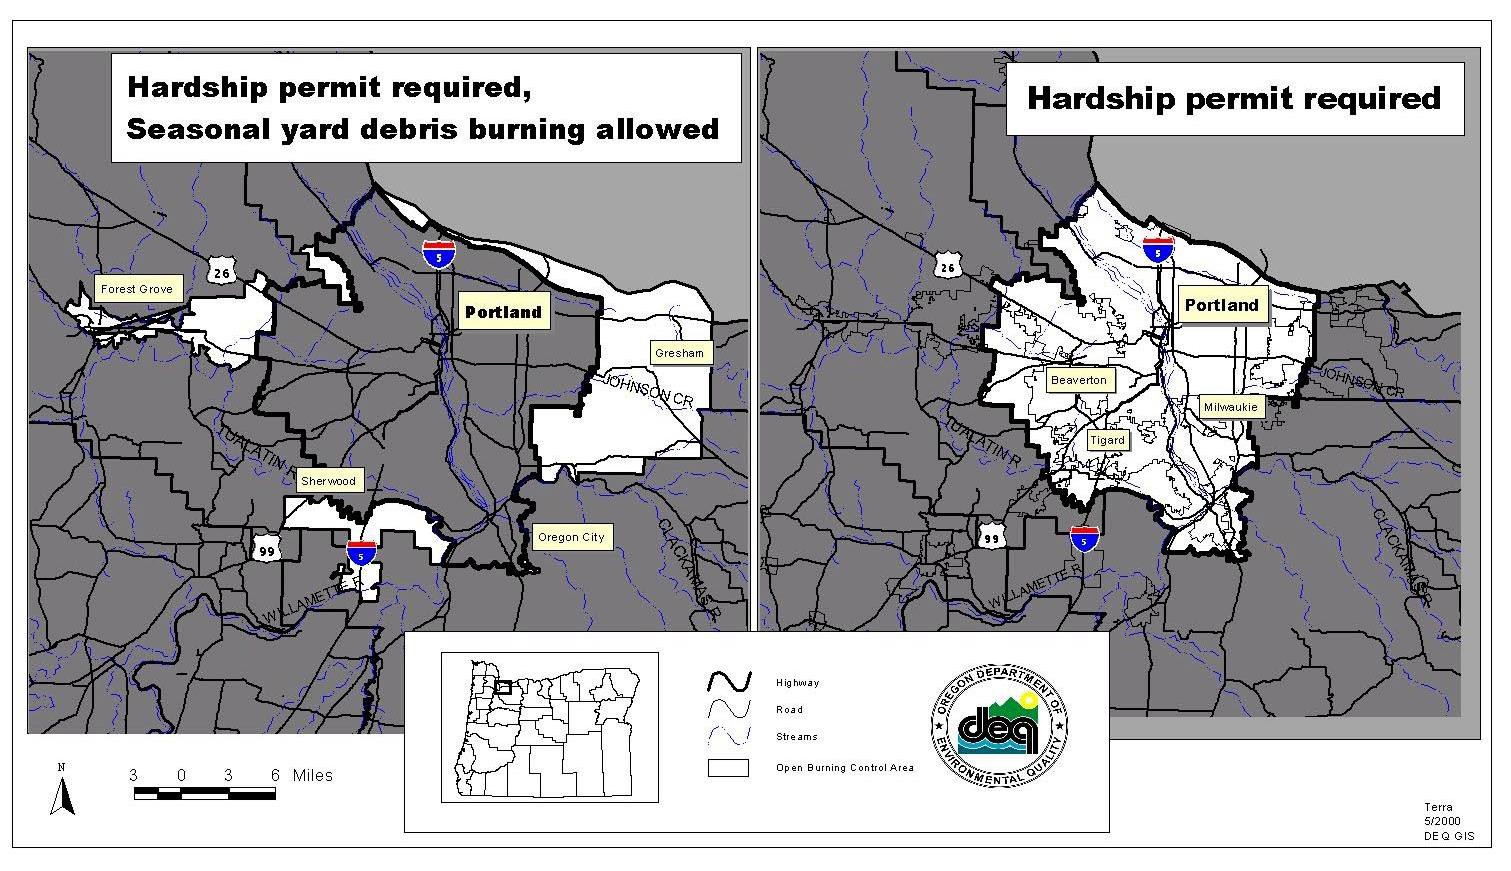 Hardship permit required,
Seasonal yard debris burning allowed
26
Forest Grove
5
Portland
Gresham
JOHNSON CR
TUALATIN R
Sherwood
99
5
Oregon City
CLACKAMAS R
WILLAMETTE R
Hardship permit required
26
5
Portland
Beaverton
JOHNSON CR
Milwaukie
Tigard
TUALATIN R
99
5
CLACKAMAS R
WILLAMETTE R
Highway
Road
Streams
Open Burning Control Area
OREGON DEPARTMENT OF
deq
ENVIRONMENTAL QUALITY
N
3 0 3 6 Miles
Terra
5/2000
DEQ GIS